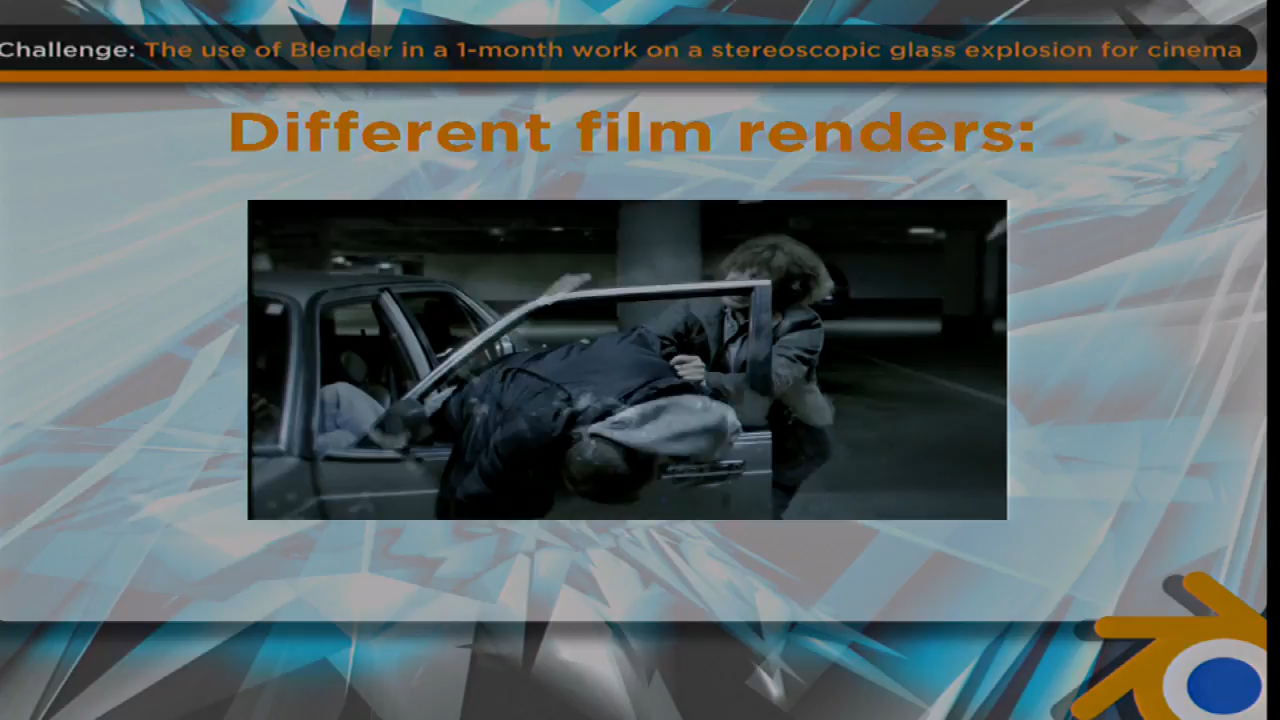 Challenge: The use of Blender in a 1-month work on a stereoscopic glass explosion for cinema
Different film renders: